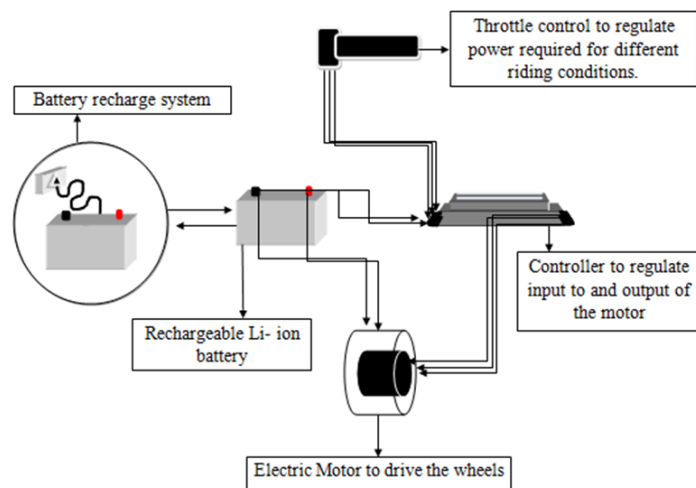 Throttle control to regulate
power required for different
riding conditions.
Battery recharge system
Controller to regulate
input to and output of
the motor
Rechargeable Li- ion
battery
Electric Motor to drive the wheels